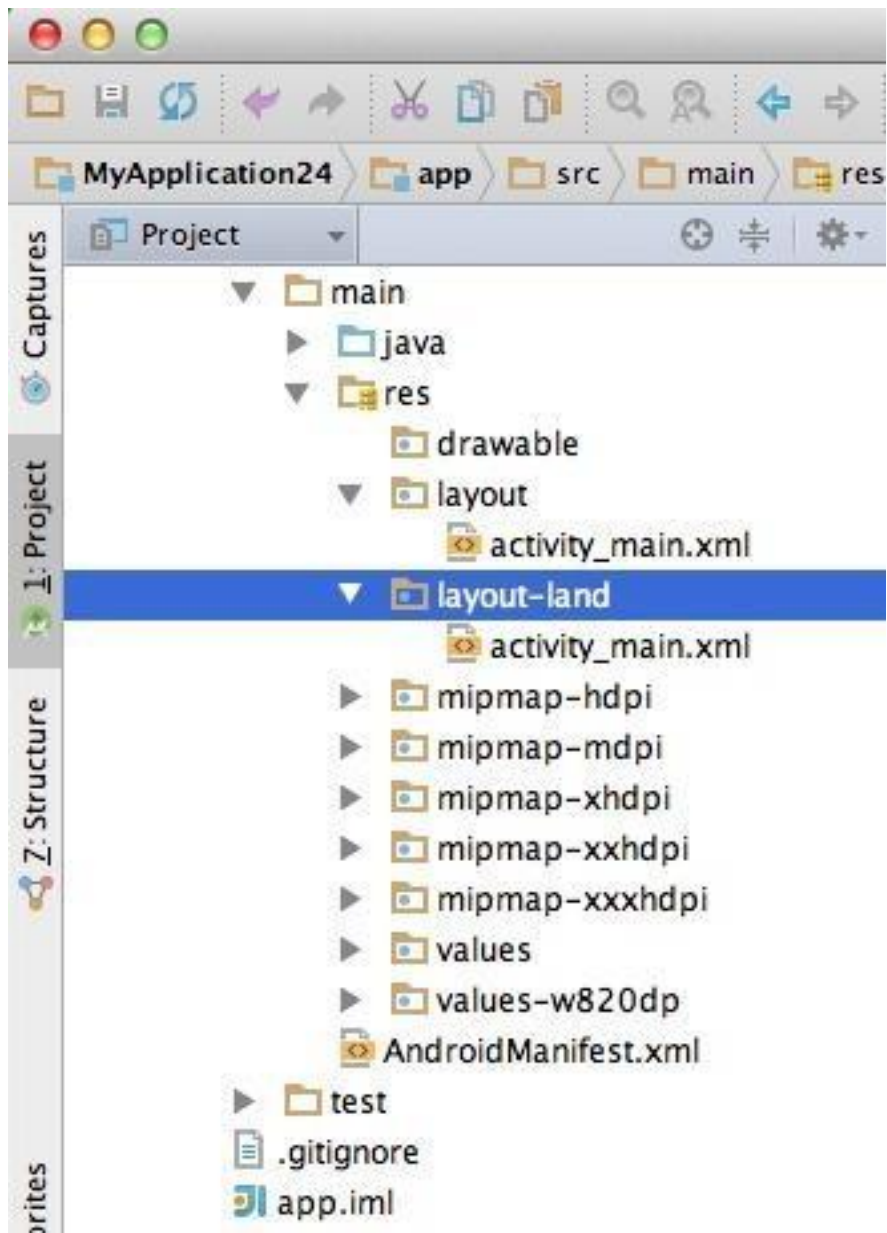 MyApplication24 app src main res
Project
Captures
1: Project
7: Structure
main
java
res
drawable
layout
activity_main.xml
layout-land
activity_main.xml
mipmap-hdpi
mipmap-mdpi
mipmap-xhdpi
mipmap-xxhdpi
mipmap-xxxhdpi
values
values-w820dp
AndroidManifest.xml
test
.gitignore
app.iml